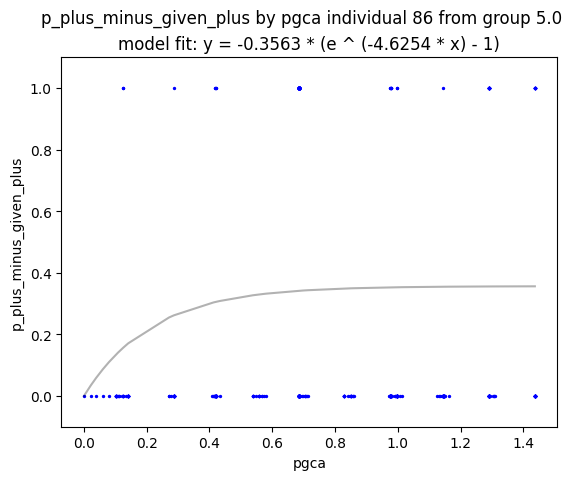 p_plus_minus_given_plus by pgca individual 86 from group 5.0
model fit: y = -0.3563 * (e ^ (-4.6254 * x) - 1)
1.0
0.8
0.6
0.4
0.2
0.0
p_plus_minus_given_plus
0.0 0.2 0.4 0.6 0.8 1.0 1.2 1.4
pgca